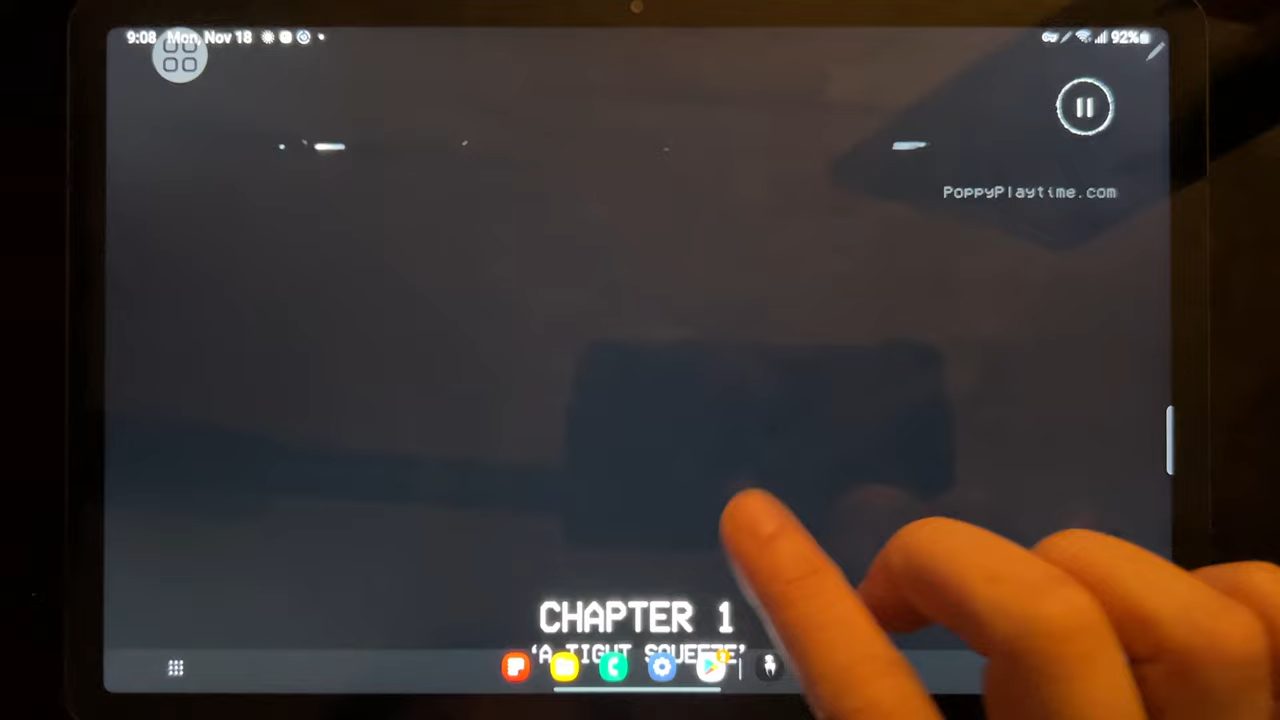 9:08 Mon, Nov 18
92%
PoppyPlaytime.com
CHAPTER 1
'A TIGHT SQUEEZE'